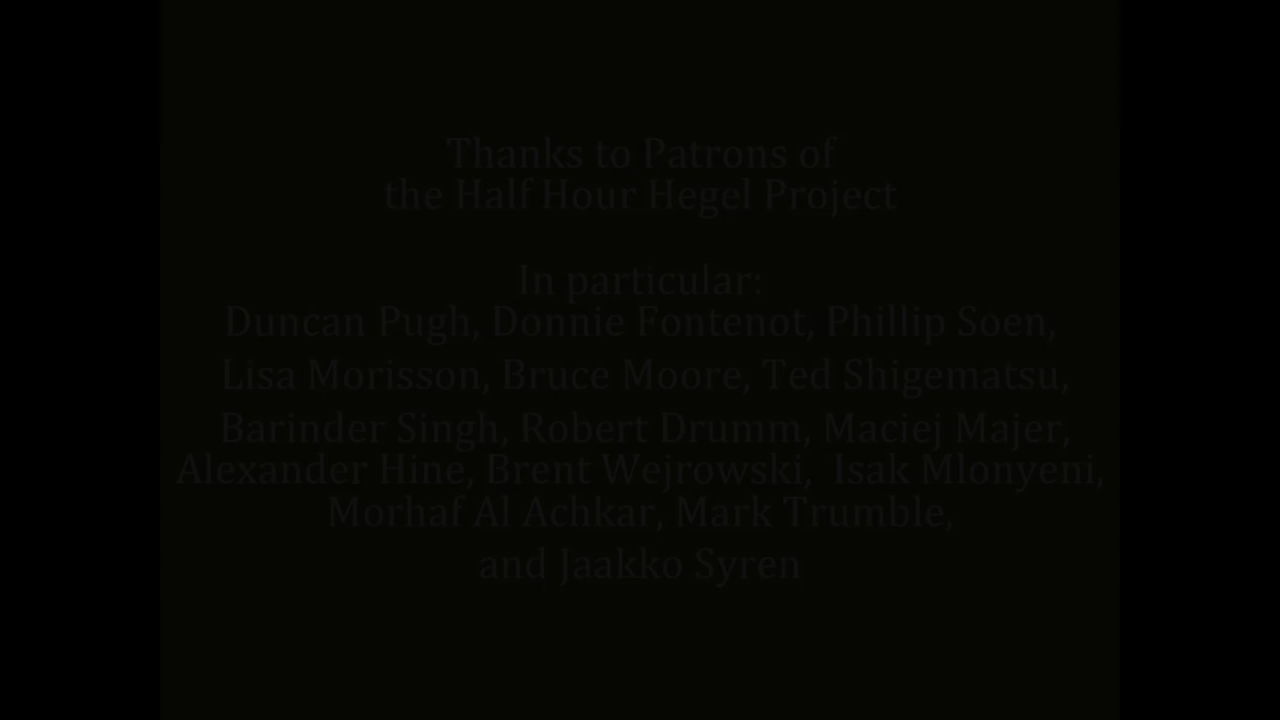 Thanks to Patrons of
the Half Hour Hegel Project
In particular:
Duncan Pugh, Donnie Fontenot, Phillip Soen,
Lisa Morisson, Bruce Moore, Ted Shigematsu,
Barinder Singh, Robert Drumm, Maciej Majer,
Alexander Hine, Brent Wejrowski, Isak Mlonyeni,
Morhaf Al Achkar, Mark Trumble,
and Jaakko Syren